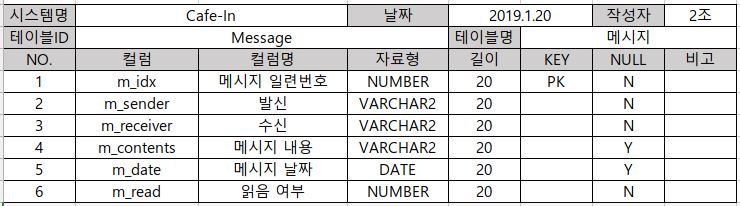 시스템명 Cafe-In 날짜 2019.1.20 작성자 2조
테이블ID Message 테이블명 메시지
NO. 컬럼 컬럼명 자료형 길이 KEY NULL 비고
1 m_idx 메시지 일련번호 NUMBER 20 PK N
2 m_sender 발신 VARCHAR2 20 N
3 m_receiver 수신 VARCHAR2 20 N
4 m_contents 메시지 내용 VARCHAR2 20 Y
5 m_date 메시지 날짜 DATE 20 Y
6 m_read 읽음 여부 NUMBER 20 N